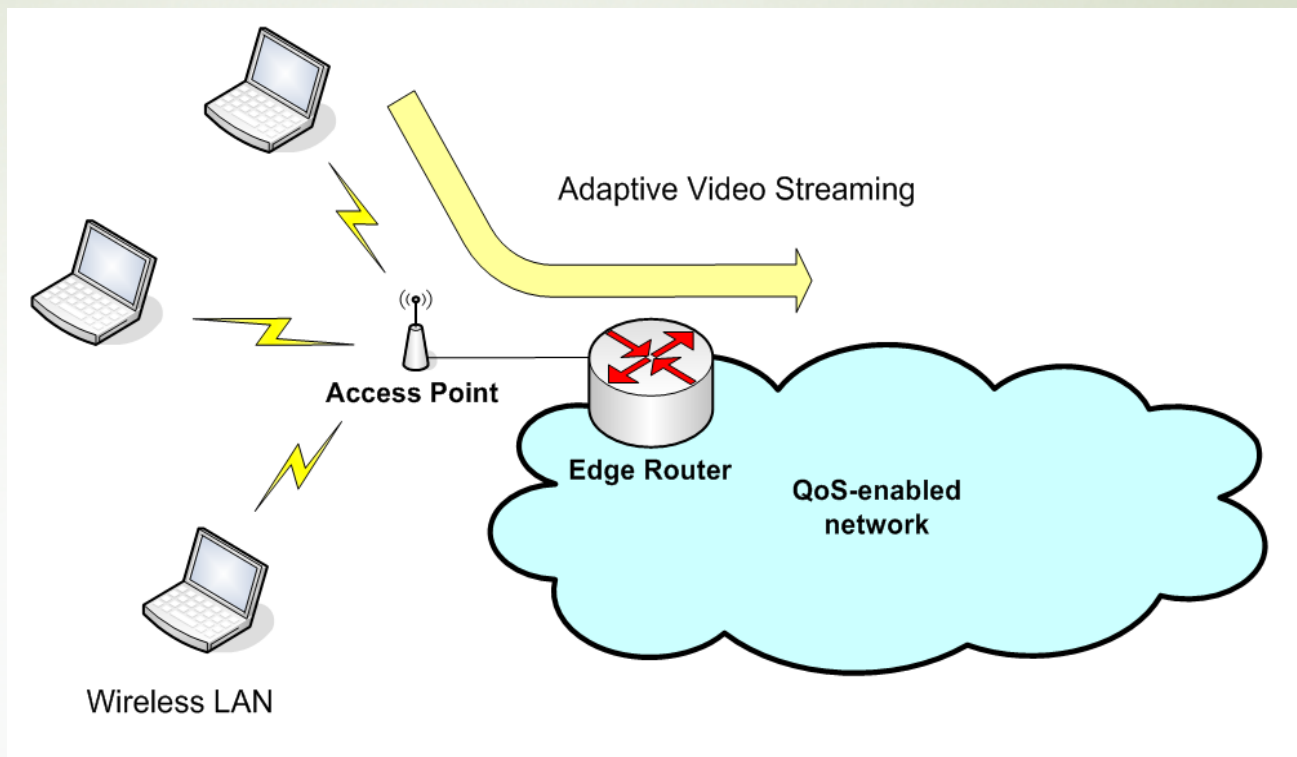 Adaptive Video Streaming
Access Point
Edge Router
QoS-enabled
network
Wireless LAN